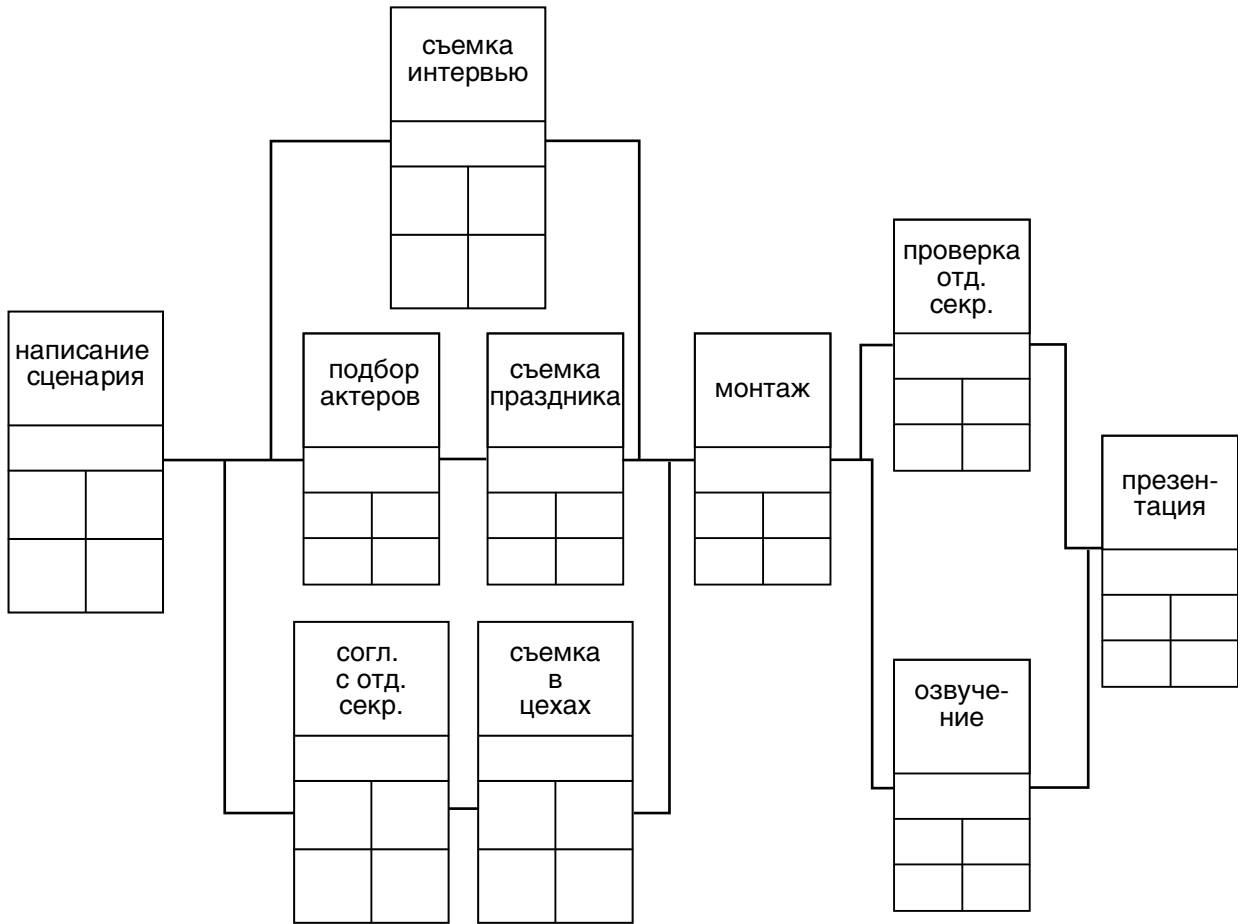 съемка
интервью
написание
сценария
подбор
актеров
съемка
праздника
монтаж
проверка
отд.
секр.
презен-
тация
согл.
с отд.
секр.
съемка
в
цехах
озвуче-
ние